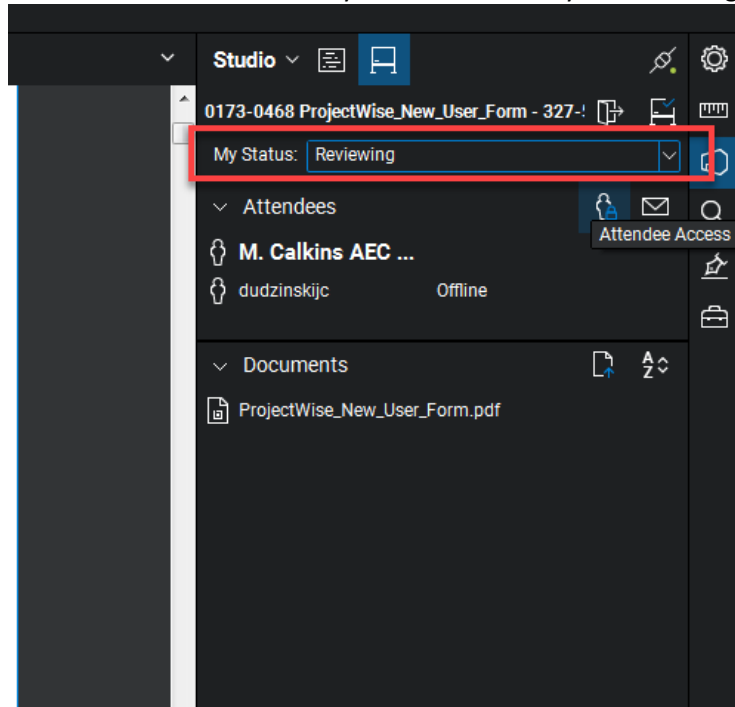 Studio
0173-0468 ProjectWise_New_User_Form - 327-
My Status: Reviewing
Attendees
Attendee Access
M. Calkins AEC ...
dudzinskijc Offline
Documents
A
Z
ProjectWise_New_User_Form.pdf